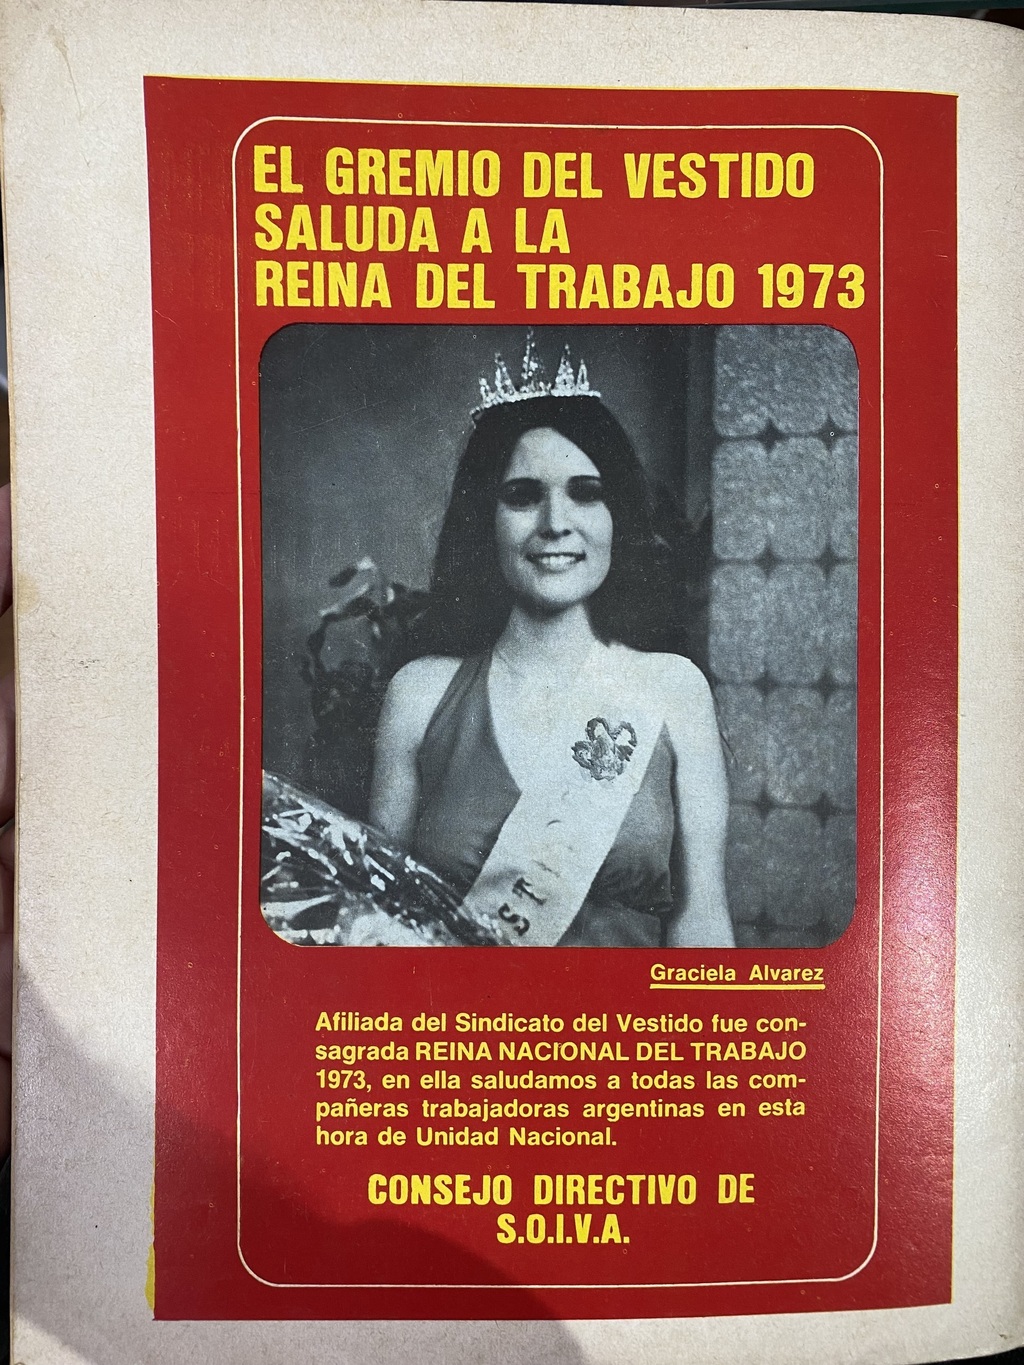 EL GREMIO DEL VESTIDO
SALUDA A LA
REINA DEL TRABAJO 1973
STI
Graciela Alvarez
Afiliada del Sindicato del Vestido fue con-
sagrada REINA NACIONAL DEL TRABAJO
1973, en ella saludamos a todas las com-
pañeras trabajadoras argentinas en esta
hora de Unidad Nacional.
CONSEJO DIRECTIVO DE
S.O.I.V.A.